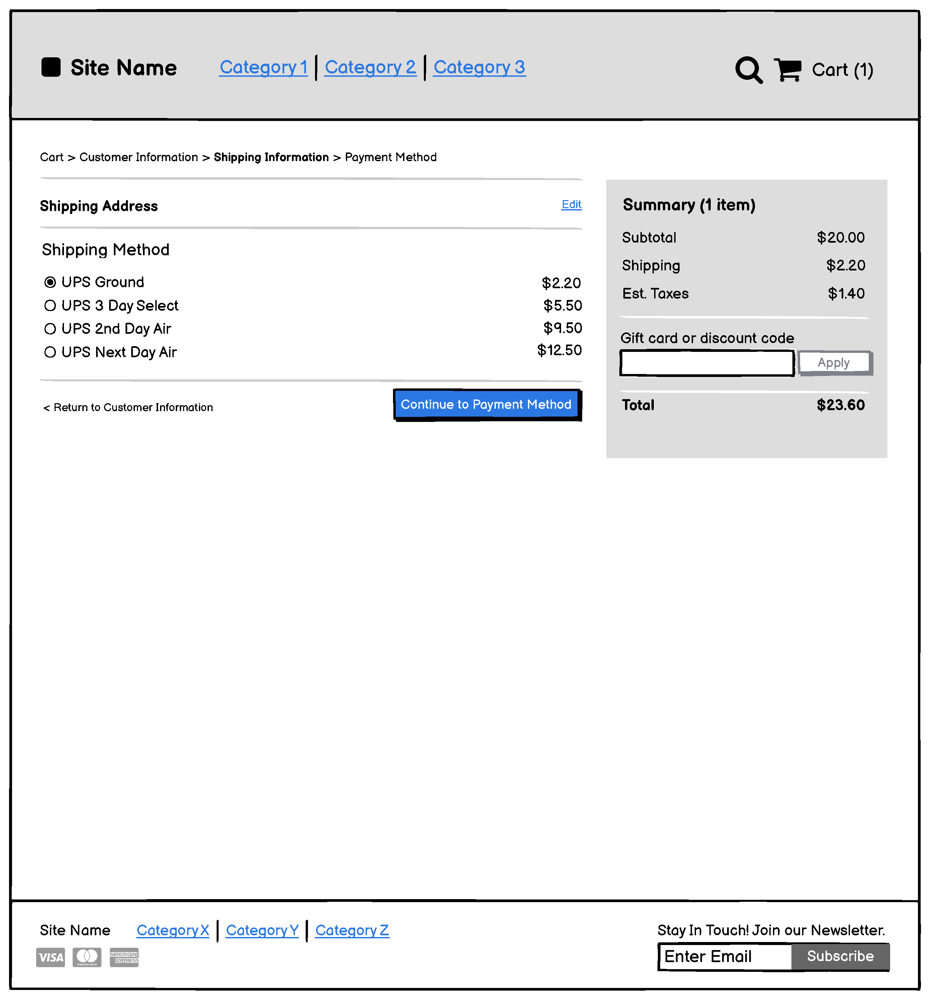 Site Name Category 1 Category 2 Category 3 Cart (1)
Cart > Customer Information > Shipping Information > Payment Method
Shipping Address Edit
Shipping Method
UPS Ground $2.20
UPS 3 Day Select $5.50
UPS 2nd Day Air $9.50
UPS Next Day Air $12.50
< Return to Customer Information Continue to Payment Method
Summary (1 item)
Subtotal $20.00
Shipping $2.20
Est. Taxes $1.40
Gift card or discount code
Apply
Total $23.60
Site Name Category X Category Y Category Z
VISA mastercard AMERICAN EXPRESS
Stay In Touch! Join our Newsletter.
Enter Email Subscribe